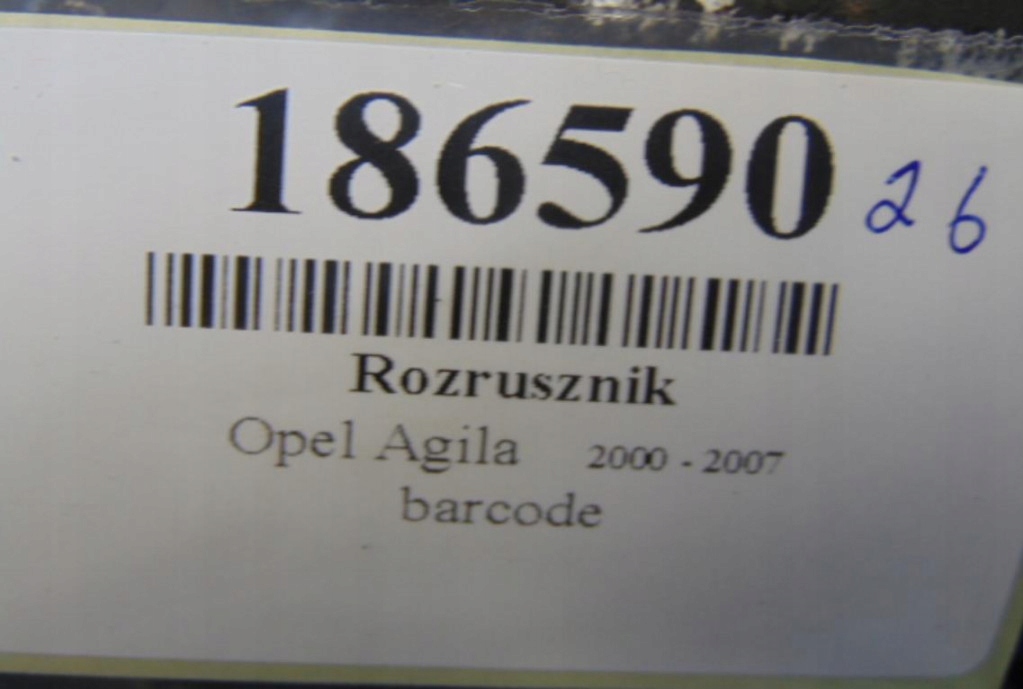 186590 26
Rozrusznik
Opel Agila 2000 - 2007
barcode